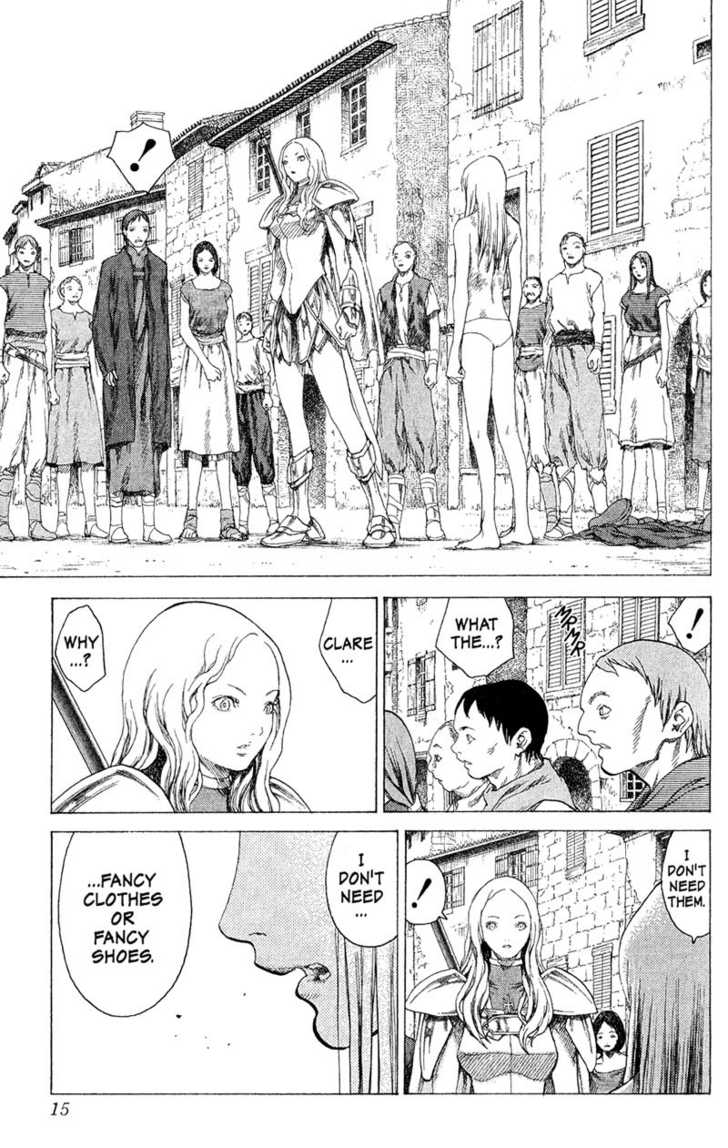 !
!
WHAT
THE...?
MRMR
CLARE
...
WHY
...?
I
DON'T
NEED
THEM.
!
I
DON'T
NEED
...
...FANCY
CLOTHES
OR
FANCY
SHOES.
15